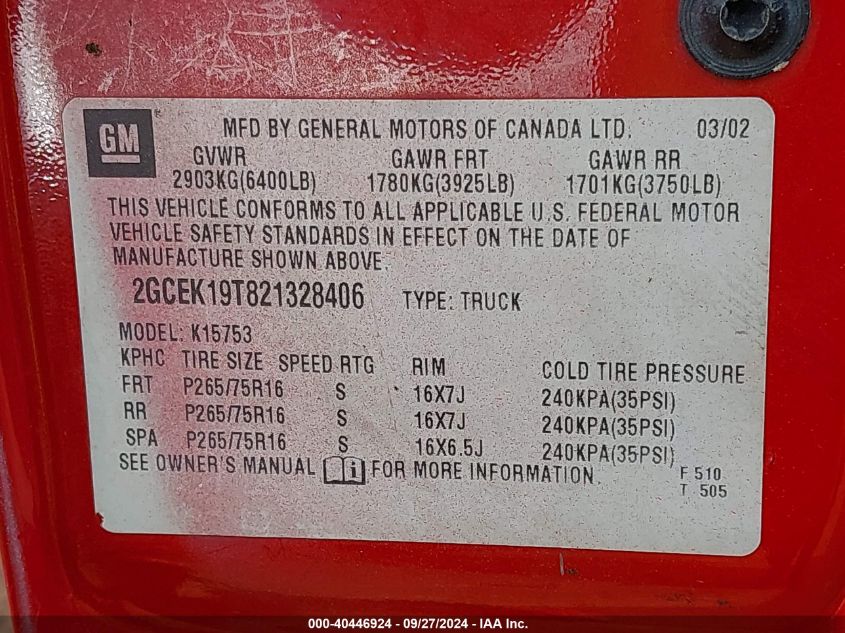 GM
MFD BY GENERAL MOTORS OF CANADA LTD. 03/02
GVWR GAWR FRT GAWR RR
2903KG(6400LB) 1780KG(3925LB) 1701KG(3750LB)
THIS VEHICLE CONFORMS TO ALL APPLICABLE U.S. FEDERAL MOTOR
VEHICLE SAFETY STANDARDS IN EFFECT ON THE DATE OF
MANUFACTURE SHOWN ABOVE.
2GCEK19T821328406 TYPE: TRUCK
MODEL: K15753
KPHC TIRE SIZE SPEED RTG RIM COLD TIRE PRESSURE
FRT P265/75R16 S 16X7J 240KPA(35PSI)
RR P265/75R16 S 16X7J 240KPA(35PSI)
SPA P265/75R16 S 16X6.5J 240KPA(35PSI)
SEE OWNER'S MANUAL i FOR MORE INFORMATION.
F 510
T 505
000-40446924 - 09/27/2024 - IAA Inc.